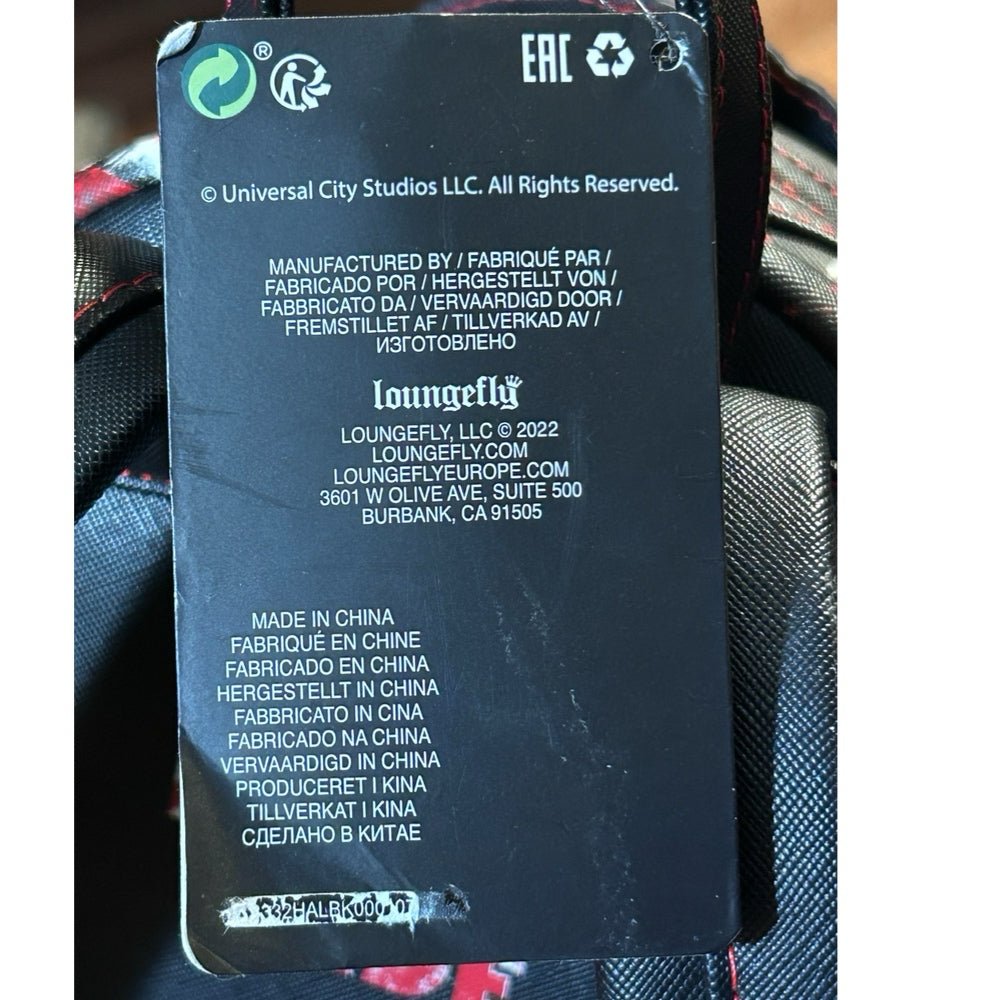 ®
EAC
© Universal City Studios LLC. All Rights Reserved.
MANUFACTURED BY / FABRIQUÉ PAR /
FABRICADO POR / HERGESTELLT VON /
FABBRICATO DA / VERVAARDIGD DOOR /
FREMSTILLET AF / TILLVERKAD AV /
ИЗГОТОВЛЕНО
loungefly
LOUNGEFLY, LLC © 2022
LOUNGEFLY.COM
LOUNGEFLYEUROPE.COM
3601 W OLIVE AVE, SUITE 500
BURBANK, CA 91505
MADE IN CHINA
FABRIQUÉ EN CHINE
FABRICADO EN CHINA
HERGESTELLT IN CHINA
FABBRICATO IN CINA
FABRICADO NA CHINA
VERVAARDIGD IN CHINA
PRODUCERET I KINA
TILLVERKAT I KINA
СДЕЛАНО В КИТАЕ